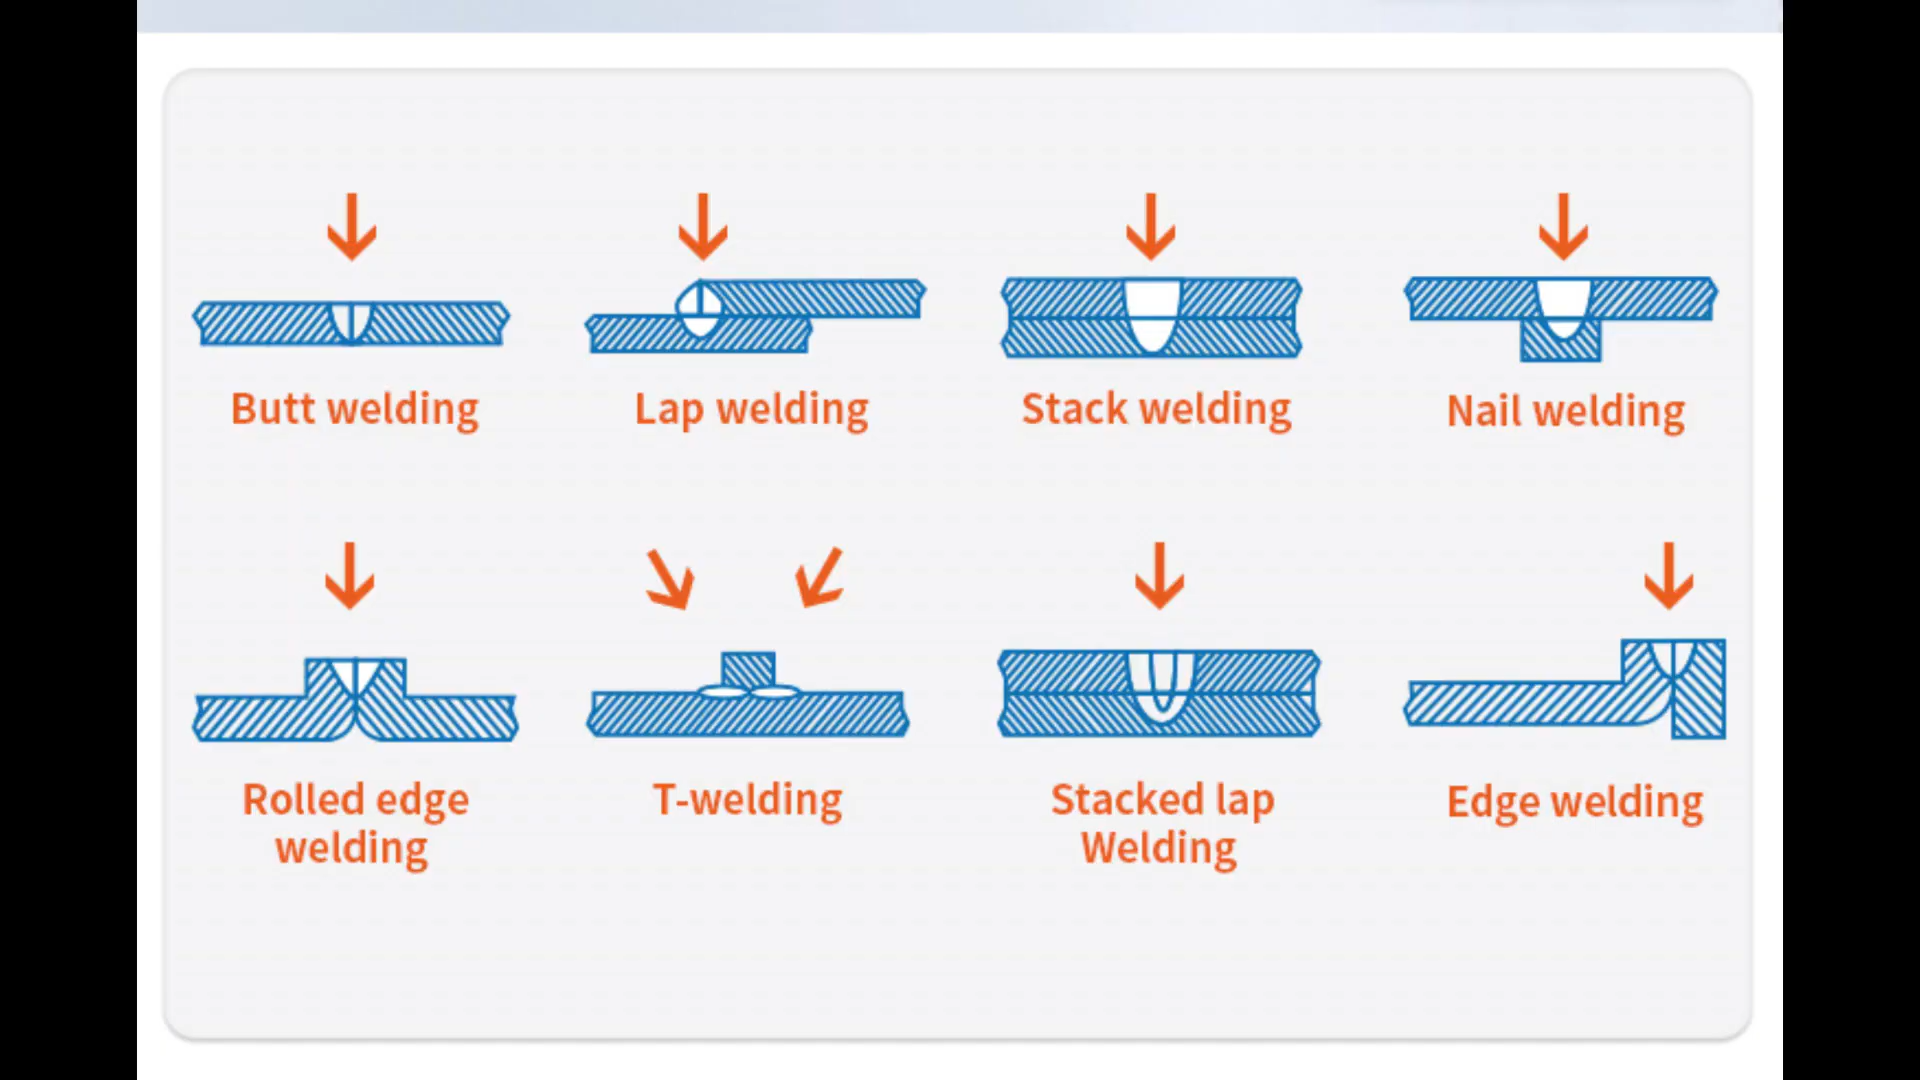 Butt welding
Lap welding
Stack welding
Nail welding
Rolled edge
welding
T-welding
Stacked lap
Welding
Edge welding